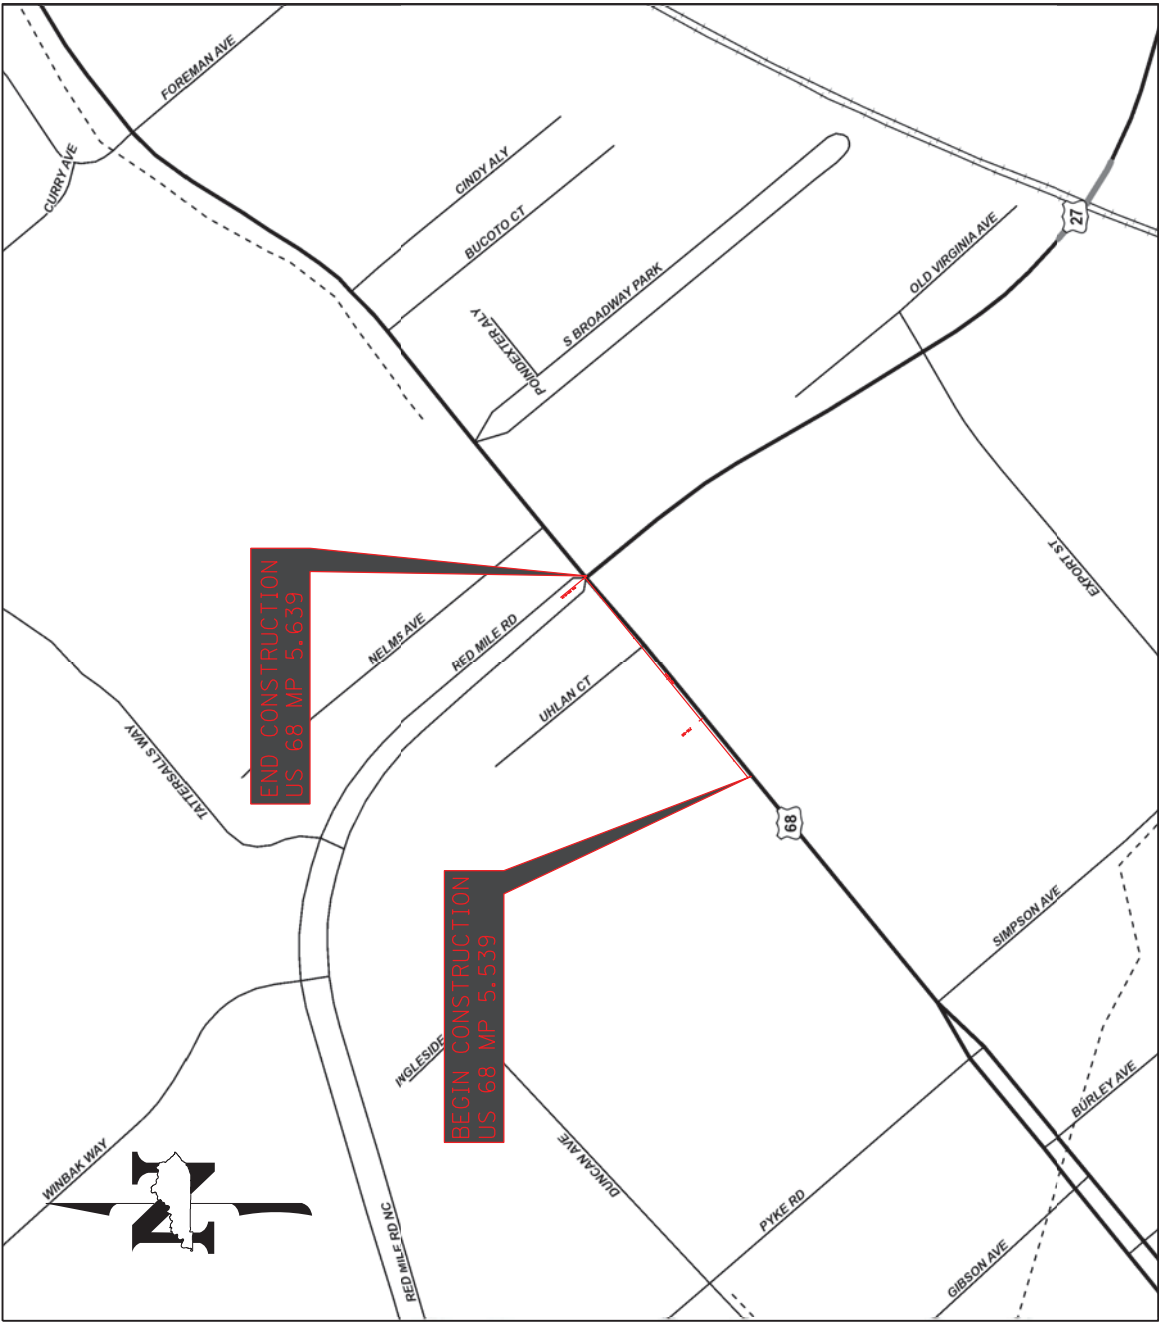 FOREMAN AVE
CURRY AVE
CINDY ALY
BUCOTO CT
S BROADWAY PARK
POINDEXTER ALY
OLD VIRGINIA AVE
27
EXPORT ST
END CONSTRUCTION
US 68 MP 5.639
NELMS AVE
RED MILE RD
UHLAN CT
TATTERSALLS WAY
68
BEGIN CONSTRUCTION
US 68 MP 5.539
SIMPSON AVE
INGLESIDE
BURLEY AVE
DUNCAN AVE
WINBAK WAY
PYKE RD
RED MILE RD NC
GIBSON AVE
N